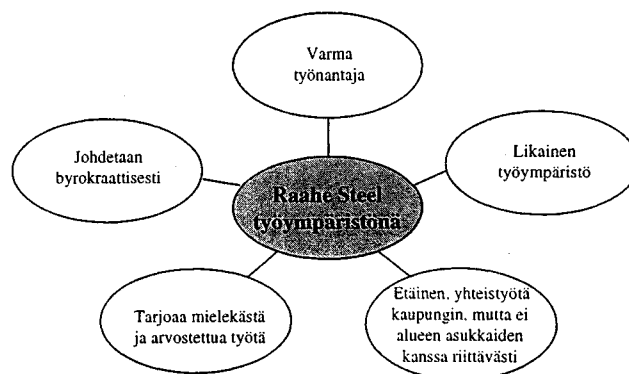 Varma
työnantaja
Johdetaan
byrokraattisesti
Likainen
työympäristö
Raahe Steel
työympäristönä
Tarjoaa mielekästä
ja arvostettua työtä
Etäinen, yhteistyötä
kaupungin, mutta ei
alueen asukkaiden
kanssa riittävästi